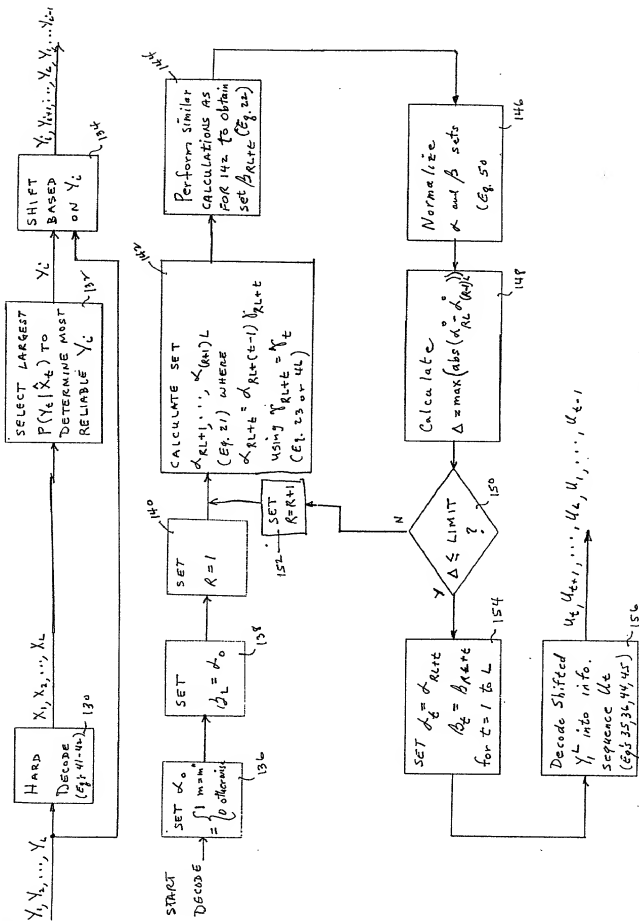 Y1, Y2, ..., YL
HARD
DECODE
(Eq's 41-42)
130
X1, X2, ..., XL
SELECT LARGEST
P(Yt|X̂t) TO
DETERMINE MOST
RELIABLE Yi
132
Yi
SHIFT
BASED
ON Yi
134
Yi, Yi+1, ..., YL, Y1 ... Yi-1
START
DECODE
SET α0
= { 1 m=m°
0 otherwise
136
SET
βL = α0
138
SET
R=1
140
CALCULATE SET
αRL+1, ..., α(R+1)L
(Eq. 21) WHERE
αRL+t = αRL+(t-1) γRL+t
using γRL+t = γt
(Eq. 23 or 46)
142
Perform similar
CALCULATIONS AS
FOR 142 to obtain
set βRL+t (Eq. 22)
144
SET
R=R+1
152
Normalize
α and β sets
(Eq. 50
146
Calculate
Δ=max(abs(α°RL - α°(R+1)L))
148
Δ ≤ LIMIT
?
150
N
Y
SET αt = αRL+t
βt = βRL+t
for t=1 to L
154
Decode Shifted
Y1L into info.
sequence Ut
(Eq's 35,36,44,45)
156
Ut, Ut+1, ..., UL, U1, ..., Ut-1